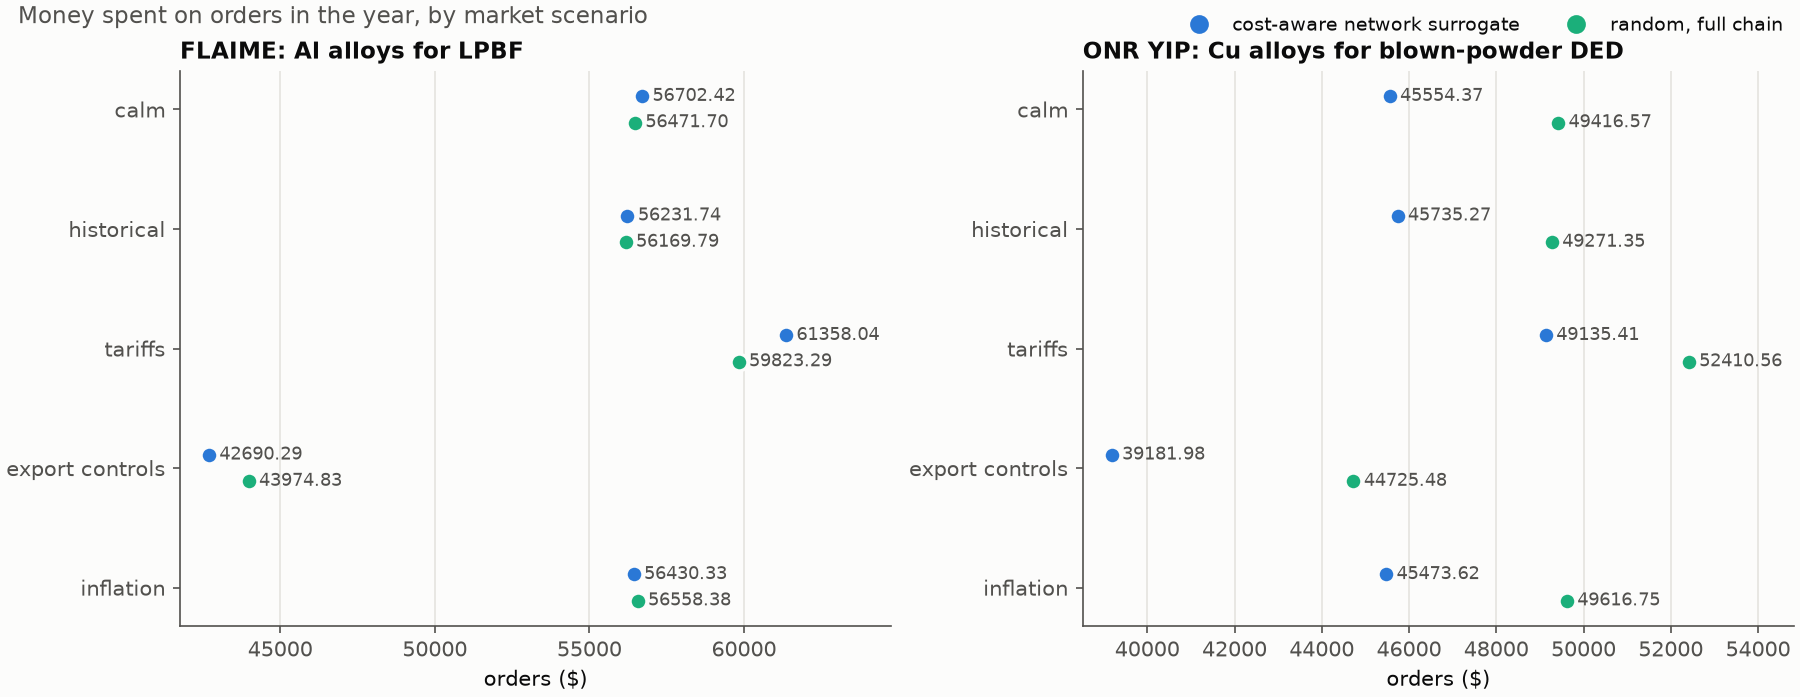 Money spent on orders in the year, by market scenario
cost-aware network surrogate
random, full chain
FLAIME: Al alloys for LPBF
calm
56702.42
56471.70
historical
56231.74
56169.79
tariffs
61358.04
59823.29
export controls
42690.29
43974.83
inflation
56430.33
56558.38
45000 50000 55000 60000
orders ($)
ONR YIP: Cu alloys for blown-powder DED
calm
45554.37
49416.57
historical
45735.27
49271.35
tariffs
49135.41
52410.56
export controls
39181.98
44725.48
inflation
45473.62
49616.75
40000 42000 44000 46000 48000 50000 52000 54000
orders ($)